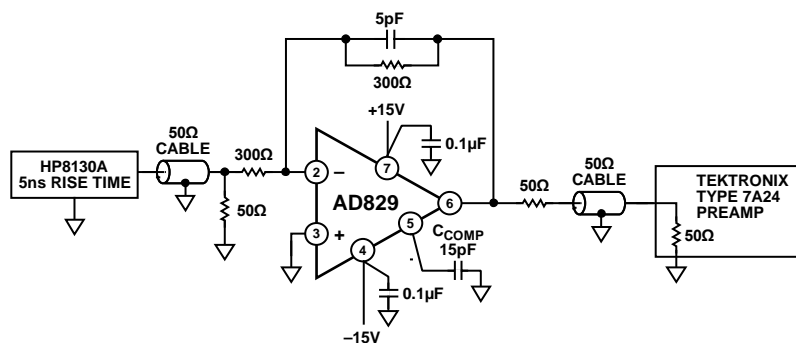 5pF
300Ω
+15V
50Ω
CABLE
300Ω
0.1µF
50Ω
CABLE
HP8130A
5ns RISE TIME
2
–
7
50Ω
TEKTRONIX
TYPE 7A24
PREAMP
AD829
6
50Ω
5
CCOMP
15pF
50Ω
3
+
4
0.1µF
–15V